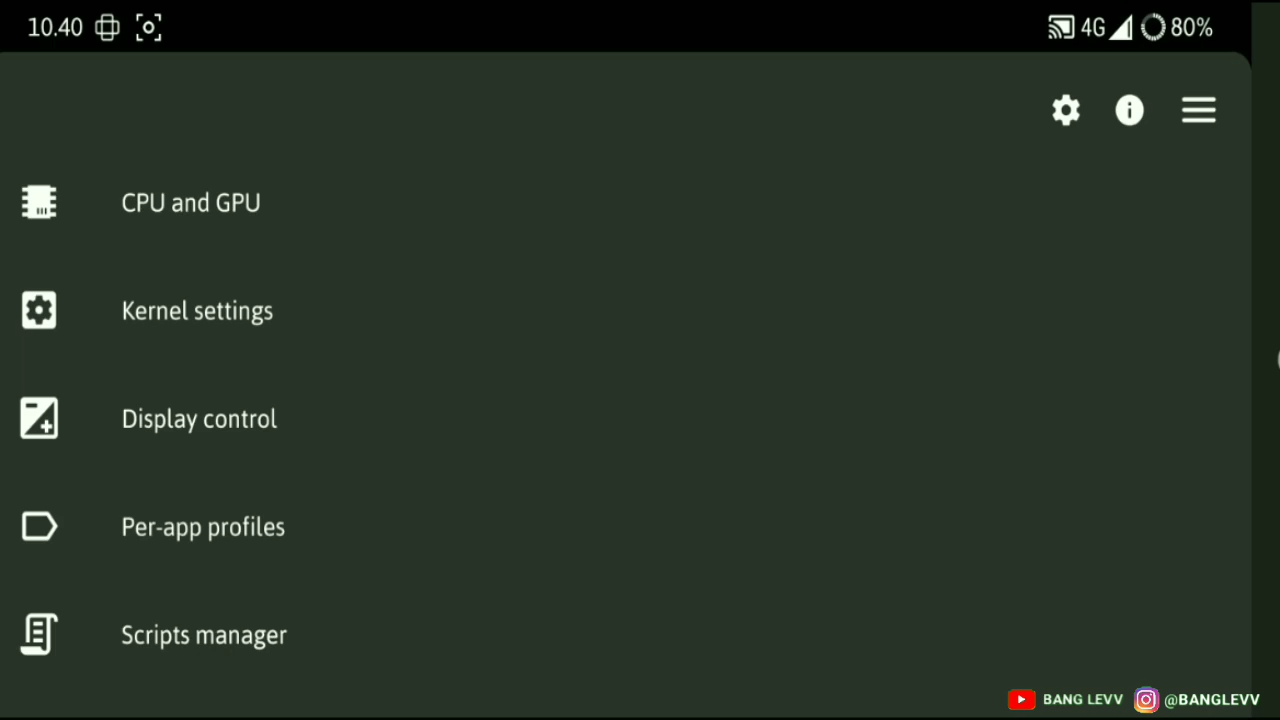 10.40 4G 80%
CPU and GPU
Kernel settings
Display control
Per-app profiles
Scripts manager
BANG LEVV @BANGLEVV